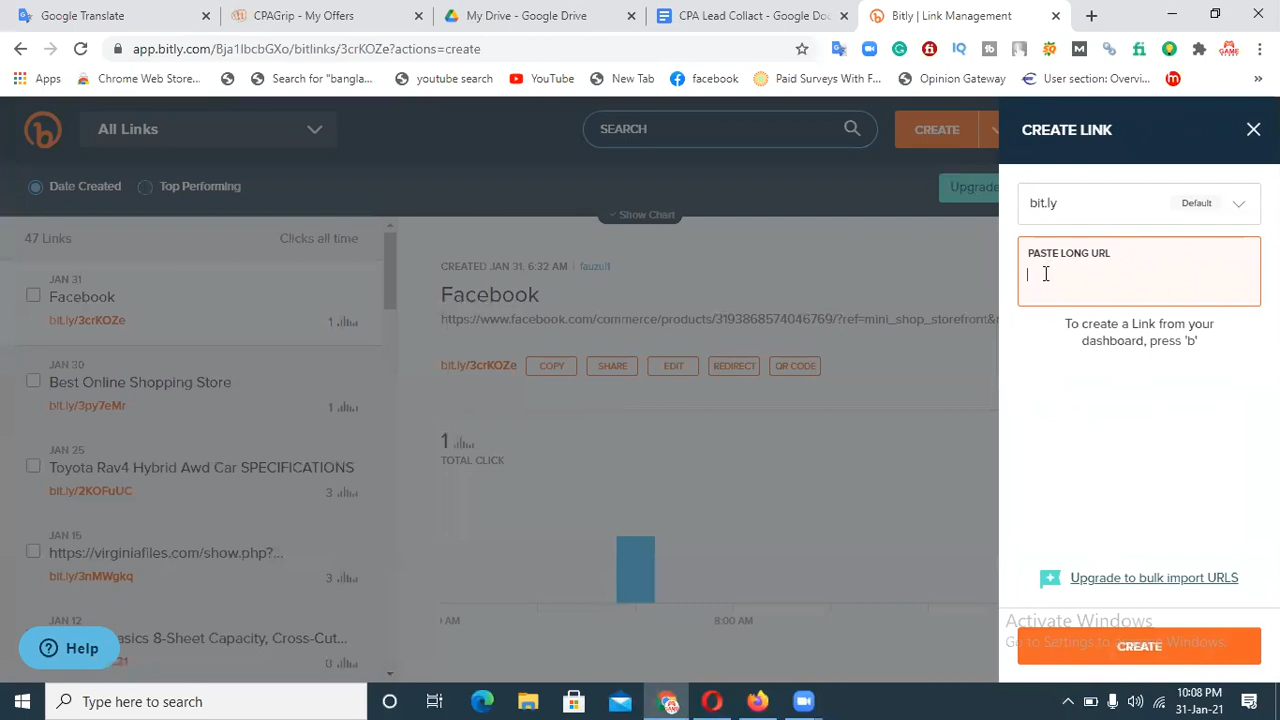 Google Translate
CPAGrip - My Offers
My Drive - Google Drive
CPA Lead Collact - Google Doc
Bitly | Link Management
app.bitly.com/Bja1IbcbGXo/bitlinks/3crKOZe?actions=create
Apps
Chrome Web Store...
Search for "bangla...
youtube search
YouTube
New Tab
facebook
Paid Surveys With F...
Opinion Gateway
User section: Overvi...
»
All Links
SEARCH
CREATE
CREATE LINK
Date Created
Top Performing
Upgrade
Show Chart
bit.ly
Default
47 Links
Clicks all time
PASTE LONG URL
JAN 31
Facebook
bit.ly/3crKOZe
1
CREATED JAN 31, 6:32 AM | fauzul1
Facebook
https://www.facebook.com/commerce/products/3193868574046769/?ref=mini_shop_storefront&r
To create a Link from your
dashboard, press 'b'
bit.ly/3crKOZe
COPY
SHARE
EDIT
REDIRECT
QR CODE
JAN 30
Best Online Shopping Store
bit.ly/3py7eMr
1
1
TOTAL CLICK
JAN 25
Toyota Rav4 Hybrid Awd Car SPECIFICATIONS
bit.ly/2KOFuUC
3
JAN 15
https://virginiafiles.com/show.php?...
bit.ly/3nMWgkq
3
Upgrade to bulk import URLS
JAN 12
asics 8-Sheet Capacity, Cross-Cut...
21
0
Help
AM
8:00 AM
Activate Windows
Go to Settings to activate Windows.
CREATE
Type here to search
10:08 PM
31-Jan-21